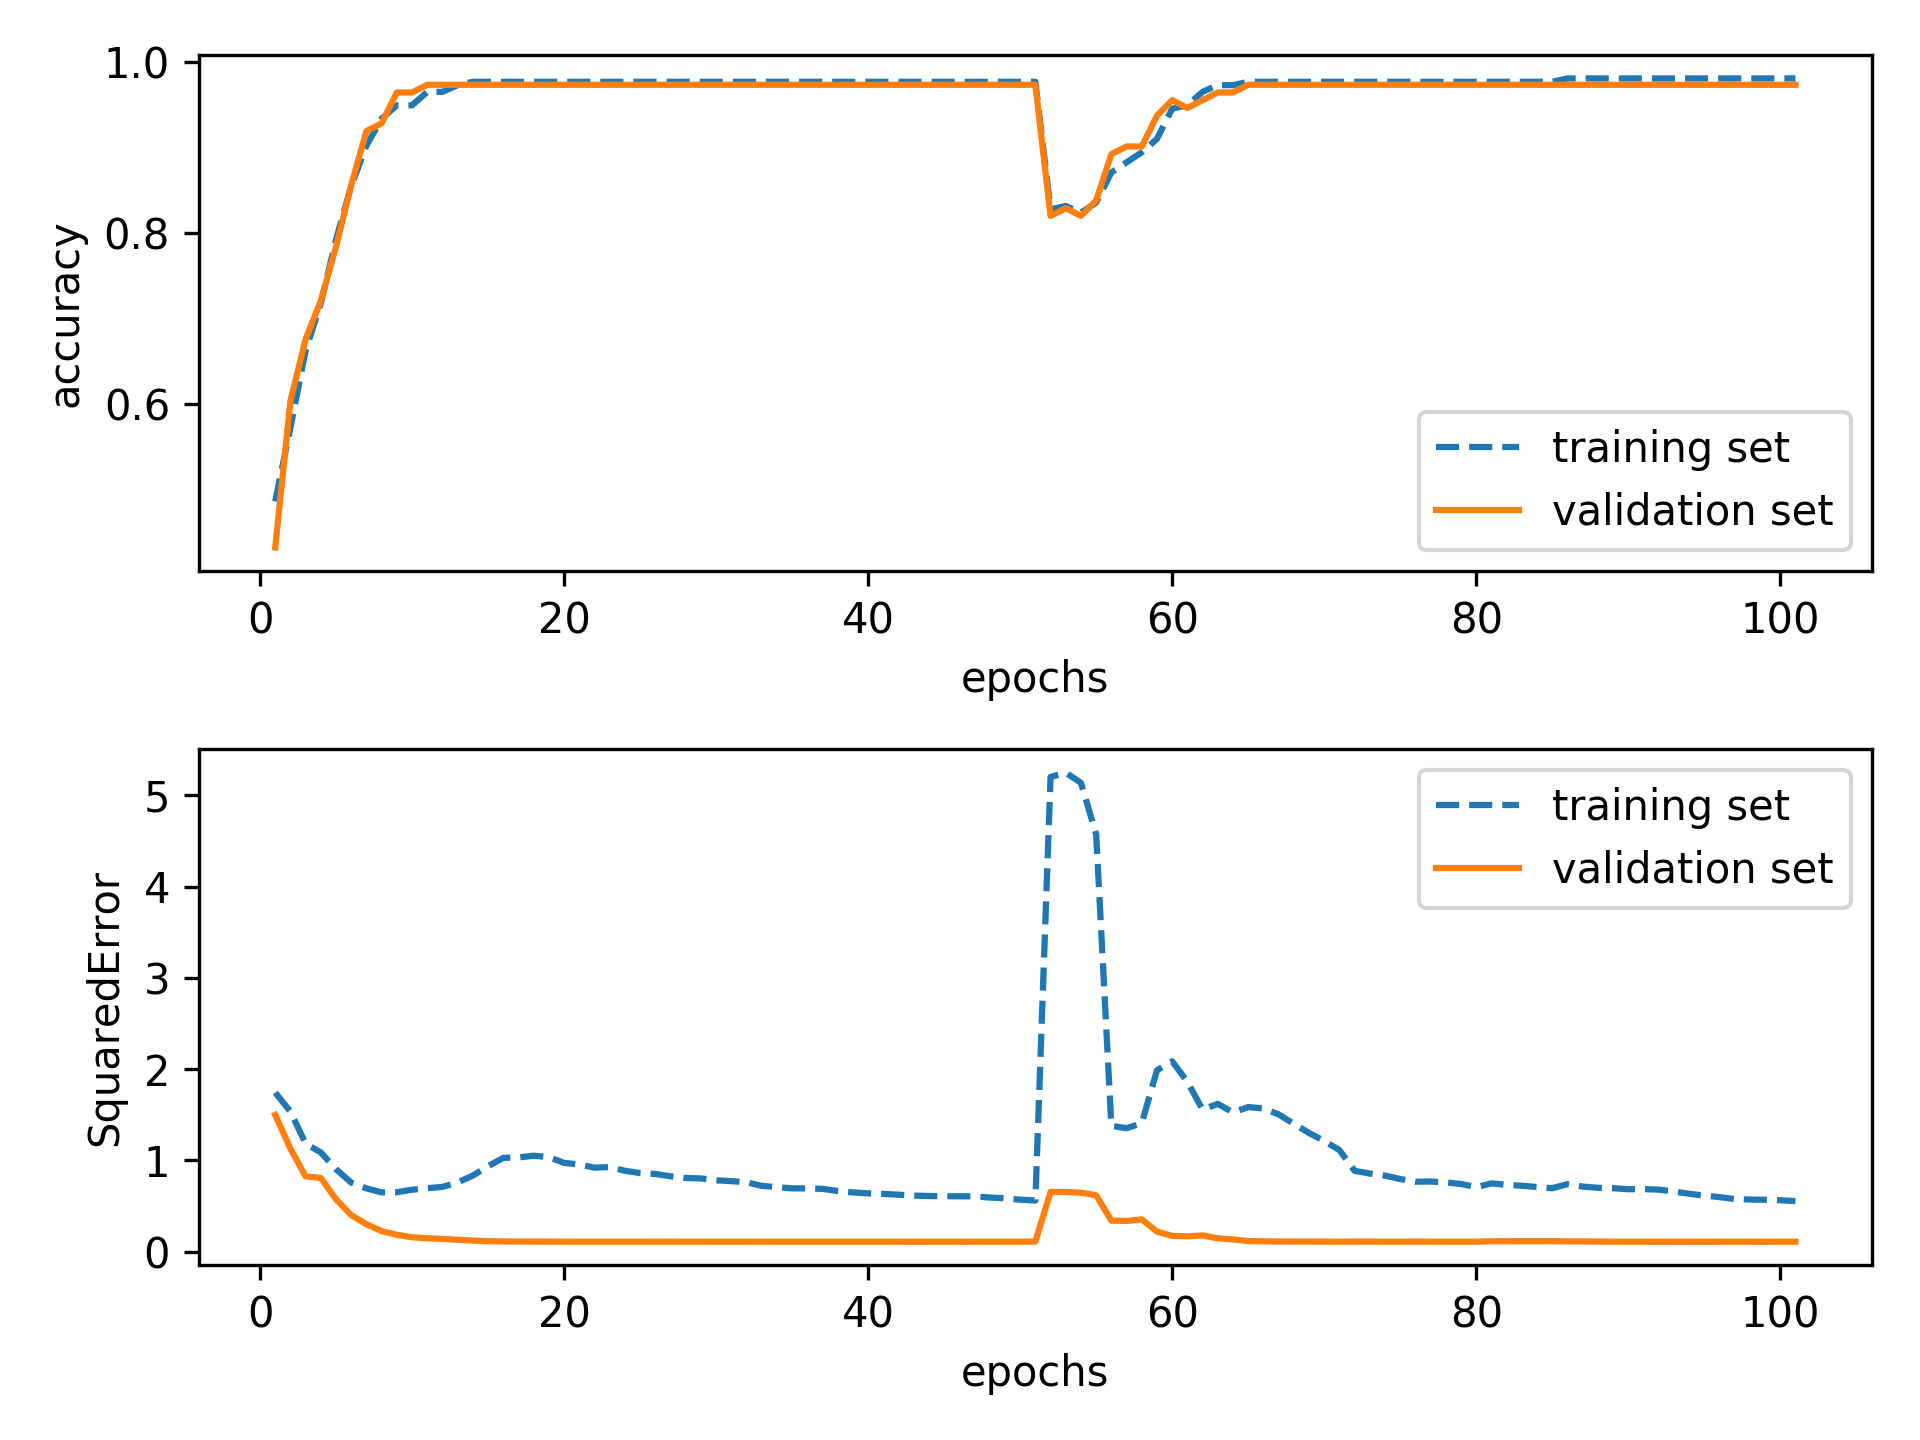 1.0
0.8
0.6
accuracy
training set
validation set
0 20 40 60 80 100
epochs
5
4
3
2
1
0
SquaredError
training set
validation set
0 20 40 60 80 100
epochs